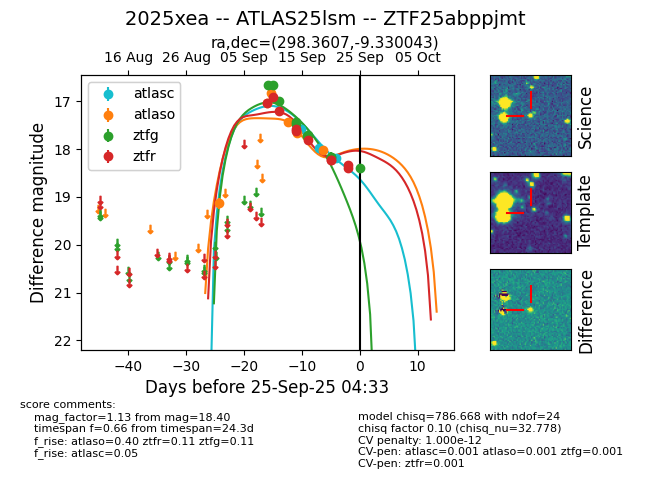 2025xea -- ATLAS25lsm -- ZTF25abppjmt
ra,dec=(298.3607,-9.330043)
16 Aug 26 Aug 05 Sep 15 Sep 25 Sep 05 Oct
atlasc
atlaso
ztfg
ztfr
17
18
19
20
21
22
Difference magnitude
−40 −30 −20 −10 0 10
Days before 25-Sep-25 04:33
Science
Template
Difference
score comments:
mag_factor=1.13 from mag=18.40
timespan f=0.66 from timespan=24.3d
f_rise: atlaso=0.40 ztfr=0.11 ztfg=0.11
f_rise: atlasc=0.05
model chisq=786.668 with ndof=24
chisq factor 0.10 (chisq_nu=32.778)
CV penalty: 1.000e-12
CV-pen: atlasc=0.001 atlaso=0.001 ztfg=0.001
CV-pen: ztfr=0.001